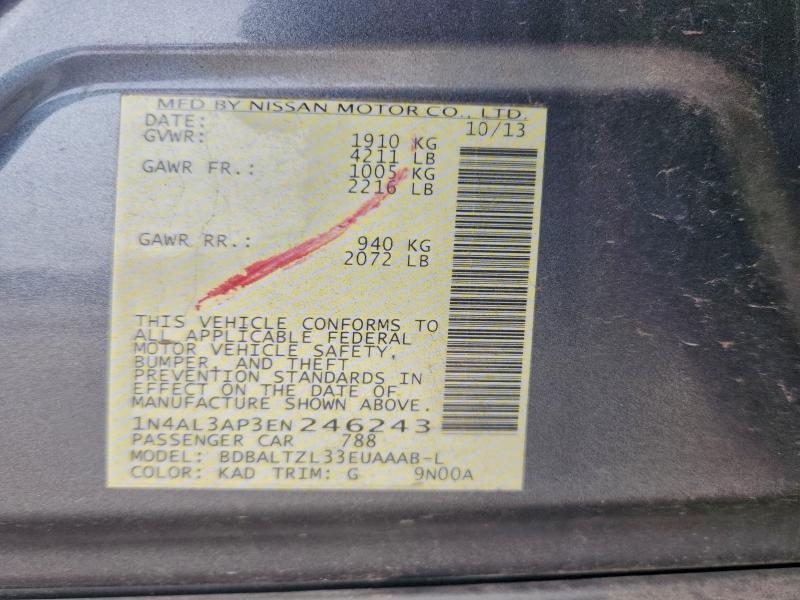 MFD BY NISSAN MOTOR CO., LTD.
DATE: 10/13
GVWR: 1910 KG
4211 LB
GAWR FR.: 1005 KG
2216 LB
GAWR RR.: 940 KG
2072 LB
THIS VEHICLE CONFORMS TO
ALL APPLICABLE FEDERAL
MOTOR VEHICLE SAFETY,
BUMPER, AND THEFT
PREVENTION STANDARDS IN
EFFECT ON THE DATE OF
MANUFACTURE SHOWN ABOVE.
1N4AL3AP3EN246243
PASSENGER CAR 788
MODEL: BDBALTZL33EUAAAB-L
COLOR: KAD TRIM: G 9N00A